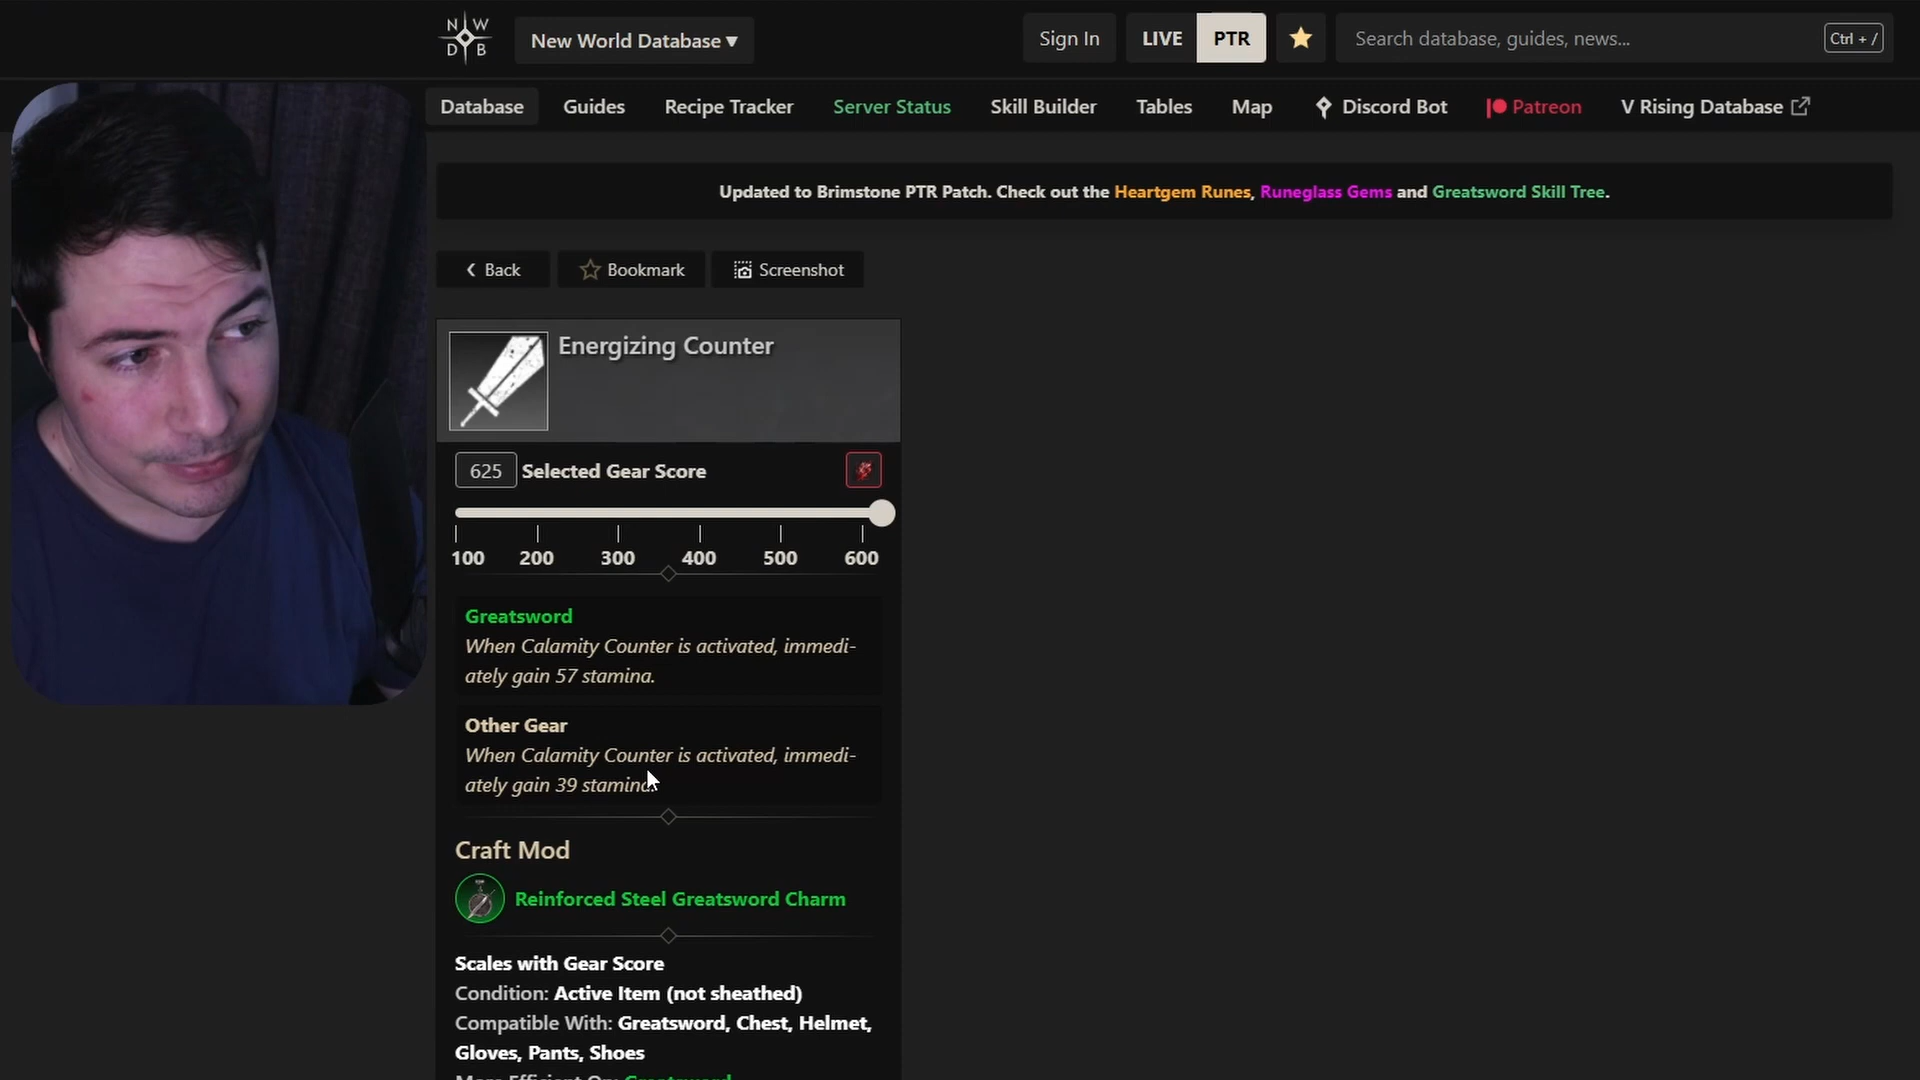 N W
D B
New World Database ▼
Sign In
LIVE
PTR
Search database, guides, news...
Ctrl + /
Database
Guides
Recipe Tracker
Server Status
Skill Builder
Tables
Map
Discord Bot
Patreon
V Rising Database
Updated to Brimstone PTR Patch. Check out the Heartgem Runes, Runeglass Gems and Greatsword Skill Tree.
Back
Bookmark
Screenshot
Energizing Counter
625 Selected Gear Score
100 200 300 400 500 600
Greatsword
When Calamity Counter is activated, immedi-
ately gain 57 stamina.
Other Gear
When Calamity Counter is activated, immedi-
ately gain 39 stamina.
Craft Mod
Reinforced Steel Greatsword Charm
Scales with Gear Score
Condition: Active Item (not sheathed)
Compatible With: Greatsword, Chest, Helmet,
Gloves, Pants, Shoes
More Efficient On: Greatsword